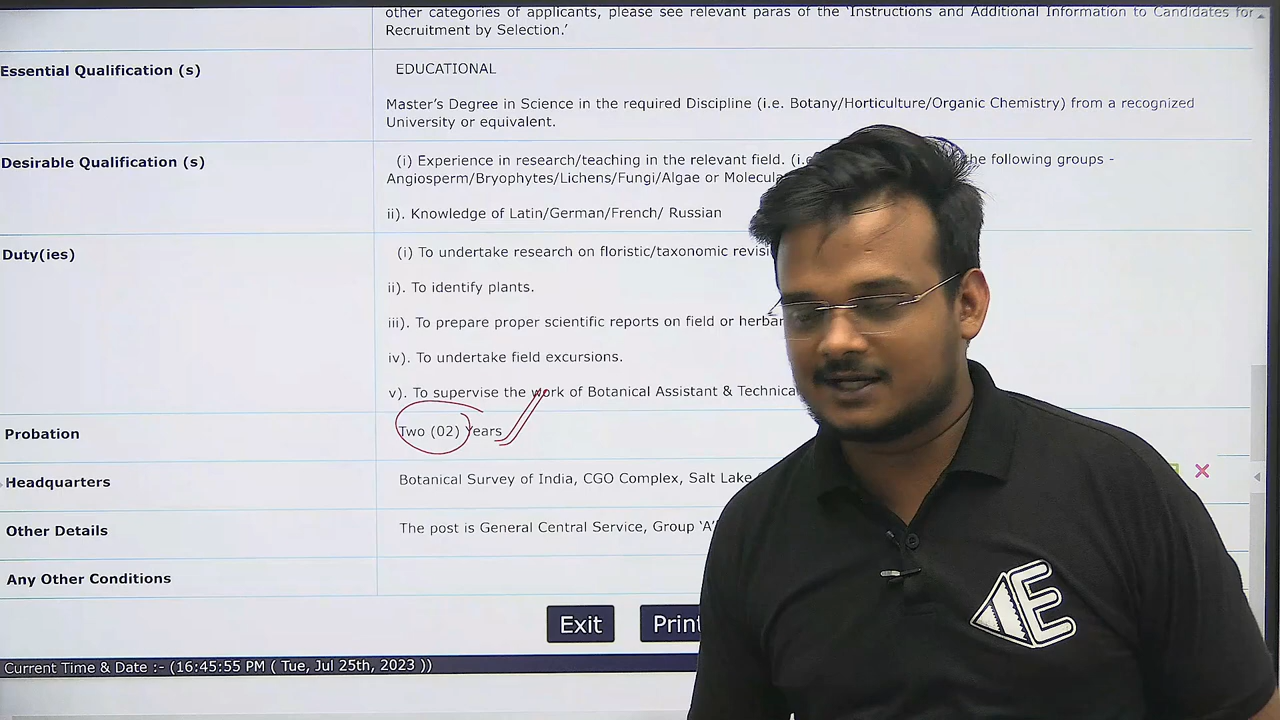 other categories of applicants, please see relevant paras of the 'Instructions and Additional Information to Candidates for
Recruitment by Selection.'
Essential Qualification (s)
EDUCATIONAL
Master's Degree in Science in the required Discipline (i.e. Botany/Horticulture/Organic Chemistry) from a recognized
University or equivalent.
Desirable Qualification (s)
(i) Experience in research/teaching in the relevant field. the following groups -
Angiosperm/Bryophytes/Lichens/Fungi/Algae or
ii). Knowledge of Latin/German/French/ Russian
Duty(ies)
(i) To undertake research on floristic/taxonomic
ii). To identify plants.
iii). To prepare proper scientific reports on field or
iv). To undertake field excursions.
v). To supervise the work of Botanical Assistant &
Probation
Two (02) Years
Headquarters
Botanical Survey of India, CGO Complex, Salt Lake
Other Details
The post is General Central Service, Group 'A'
Any Other Conditions
Exit
Print
Current Time & Date :- (16:45:55 PM ( Tue, Jul 25th, 2023 ))
E